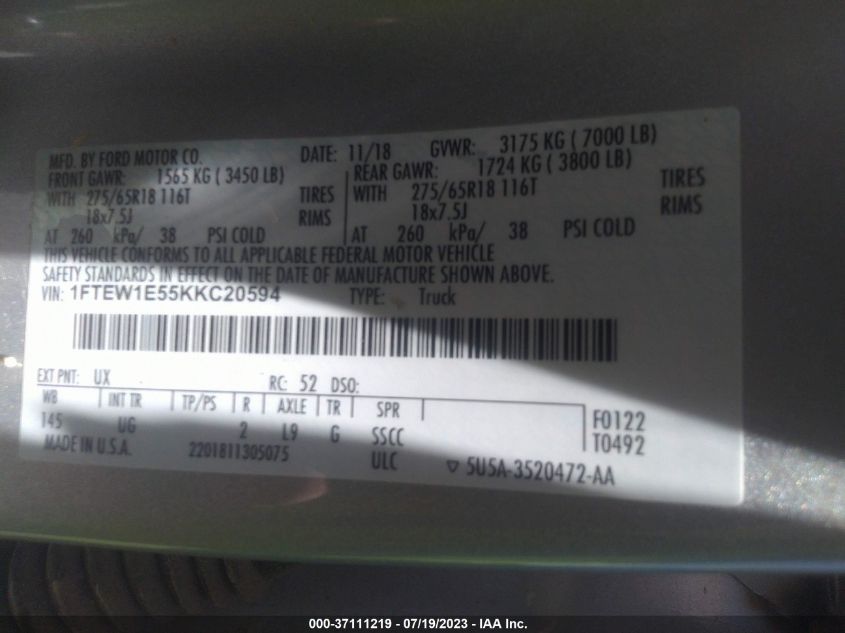 MFD. BY FORD MOTOR CO. DATE: 11/18 GVWR: 3175 KG ( 7000 LB)
FRONT GAWR: 1565 KG ( 3450 LB) REAR GAWR: 1724 KG ( 3800 LB)
WITH 275/65R18 116T TIRES WITH 275/65R18 116T TIRES
18x7.5J RIMS 18x7.5J RIMS
AT 260 kPa/ 38 PSI COLD AT 260 kPa/ 38 PSI COLD
THIS VEHICLE CONFORMS TO ALL APPLICABLE FEDERAL MOTOR VEHICLE
SAFETY STANDARDS IN EFFECT ON THE DATE OF MANUFACTURE SHOWN ABOVE.
VIN: 1FTEW1E55KKC20594 TYPE: Truck
EXT PNT: UX RC: 52 DSO:
WB INT TR TP/PS R AXLE TR SPR F0122
145 UG 2 L9 G SSCC T0492
MADE IN U.S.A. 2201811305075 ULC ▽ 5U5A-3520472-AA
000-37111219 - 07/19/2023 - IAA Inc.